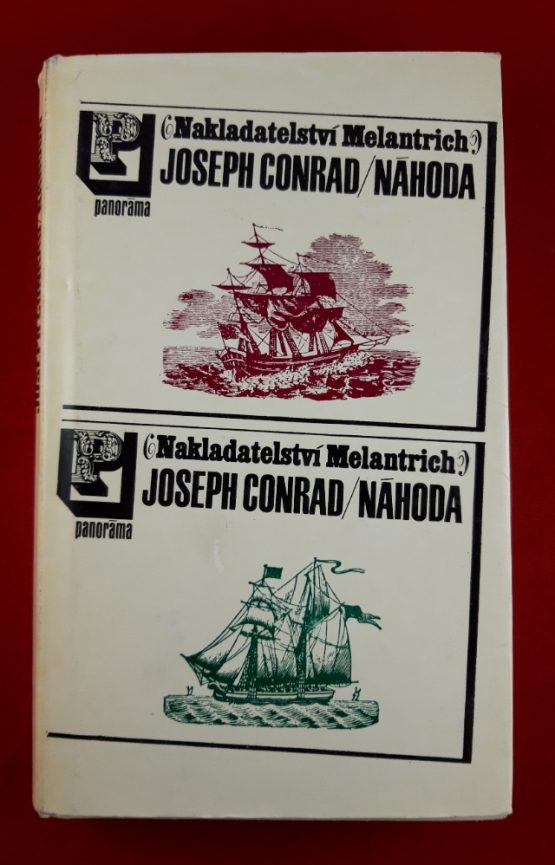 P
(Nakladatelství Melantrich)
JOSEPH CONRAD/NÁHODA
panoráma
P
(Nakladatelství Melantrich)
JOSEPH CONRAD/NÁHODA
panoráma